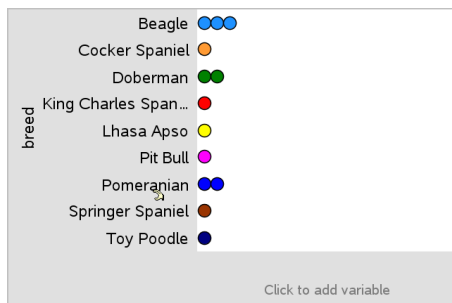 breed
Beagle
Cocker Spaniel
Doberman
King Charles Span...
Lhasa Apso
Pit Bull
Pomeranian
Springer Spaniel
Toy Poodle
Click to add variable